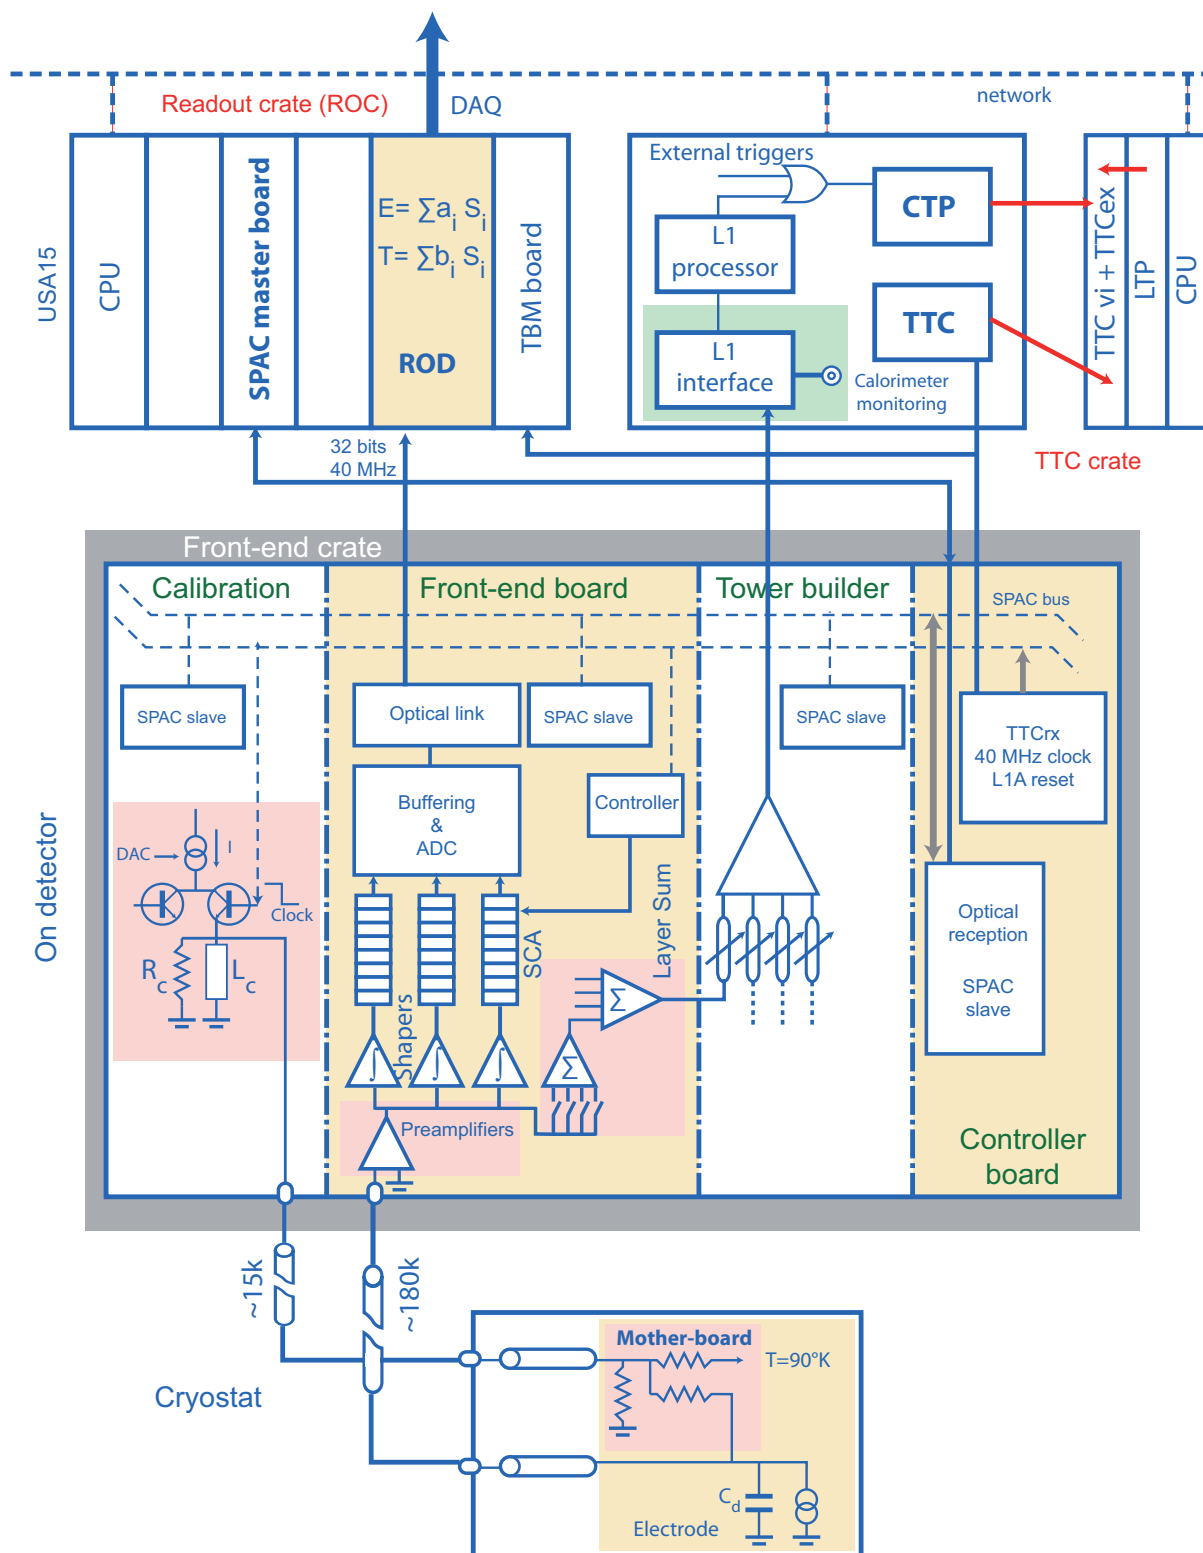 network
Readout crate (ROC)
DAQ
USA15
CPU
SPAC master board
E= ∑a_i S_i
T= ∑b_i S_i
ROD
TBM board
External triggers
L1
processor
L1
interface
CTP
TTC
Calorimeter
monitoring
TTC vi + TTCex
LTP
CPU
TTC crate
32 bits
40 MHz
Front-end crate
Calibration
Front-end board
Tower builder
SPAC bus
SPAC slave
Optical link
SPAC slave
SPAC slave
TTCrx
40 MHz clock
L1A reset
Buffering
&
ADC
Controller
On detector
DAC
I
Clock
R_c
L_c
Shapers
SCA
Layer Sum
∫
∫
∫
Σ
Σ
Optical
reception
SPAC
slave
Preamplifiers
Controller
board
~15k
~180k
Cryostat
Mother-board
T=90°K
C_d
Electrode